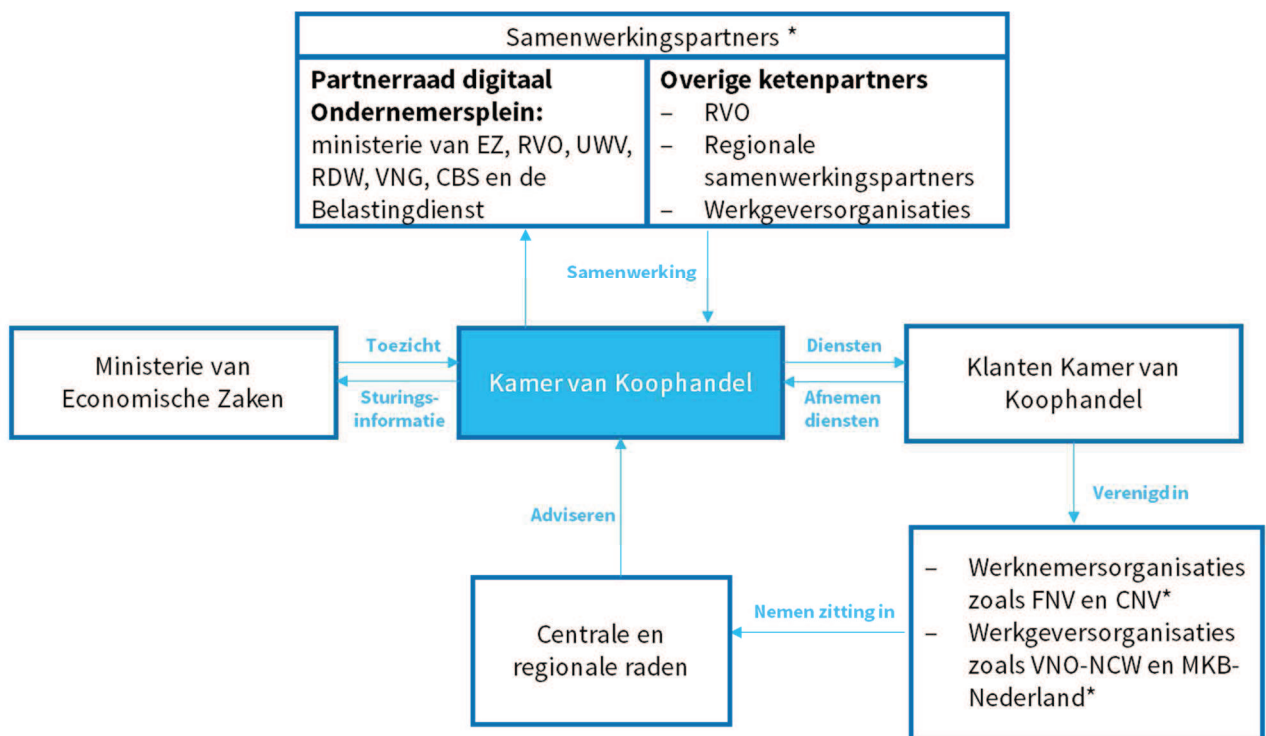 Samenwerkingspartners *
Partnerraad digitaal
Ondernemersplein:
ministerie van EZ, RVO, UWV,
RDW, VNG, CBS en de
Belastingdienst
Overige ketenpartners
– RVO
– Regionale
samenwerkingspartners
– Werkgeversorganisaties
Samenwerking
Ministerie van
Economische Zaken
Toezicht
Sturings-
informatie
Kamer van Koophandel
Diensten
Afnemen
diensten
Klanten Kamer van
Koophandel
Verenigd in
Adviseren
Centrale en
regionale raden
Nemen zitting in
– Werknemersorganisaties
zoals FNV en CNV*
– Werkgeversorganisaties
zoals VNO-NCW en MKB-
Nederland*